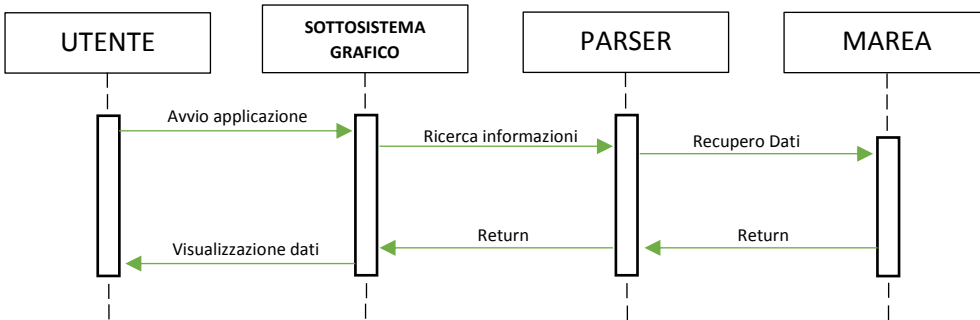 UTENTE
SOTTOSISTEMA
GRAFICO
PARSER
MAREA
Avvio applicazione
Ricerca informazioni
Recupero Dati
Visualizzazione dati
Return
Return